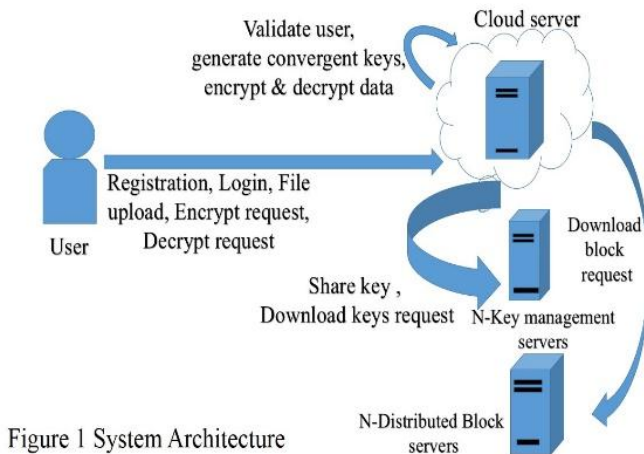 Cloud server
Validate user,
generate convergent keys,
encrypt & decrypt data
Registration, Login, File
upload, Encrypt request,
Decrypt request
User
Download
block
request
Share key ,
Download keys request
N-Key management
servers
N-Distributed Block
servers
Figure 1 System Architecture